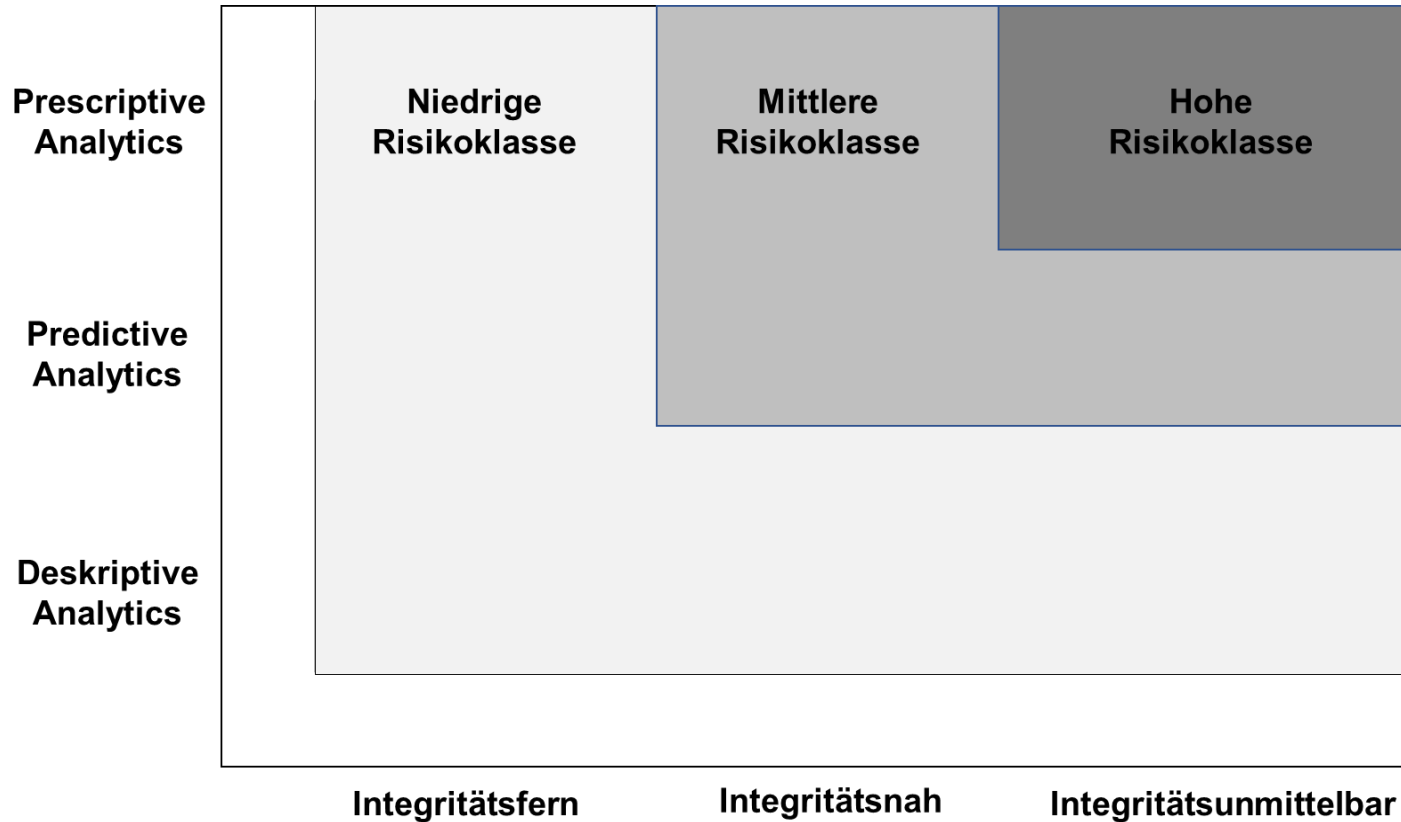 Prescriptive
Analytics
Niedrige
Risikoklasse
Mittlere
Risikoklasse
Hohe
Risikoklasse
Predictive
Analytics
Deskriptive
Analytics
Integritätsfern
Integritätsnah
Integritätsunmittelbar